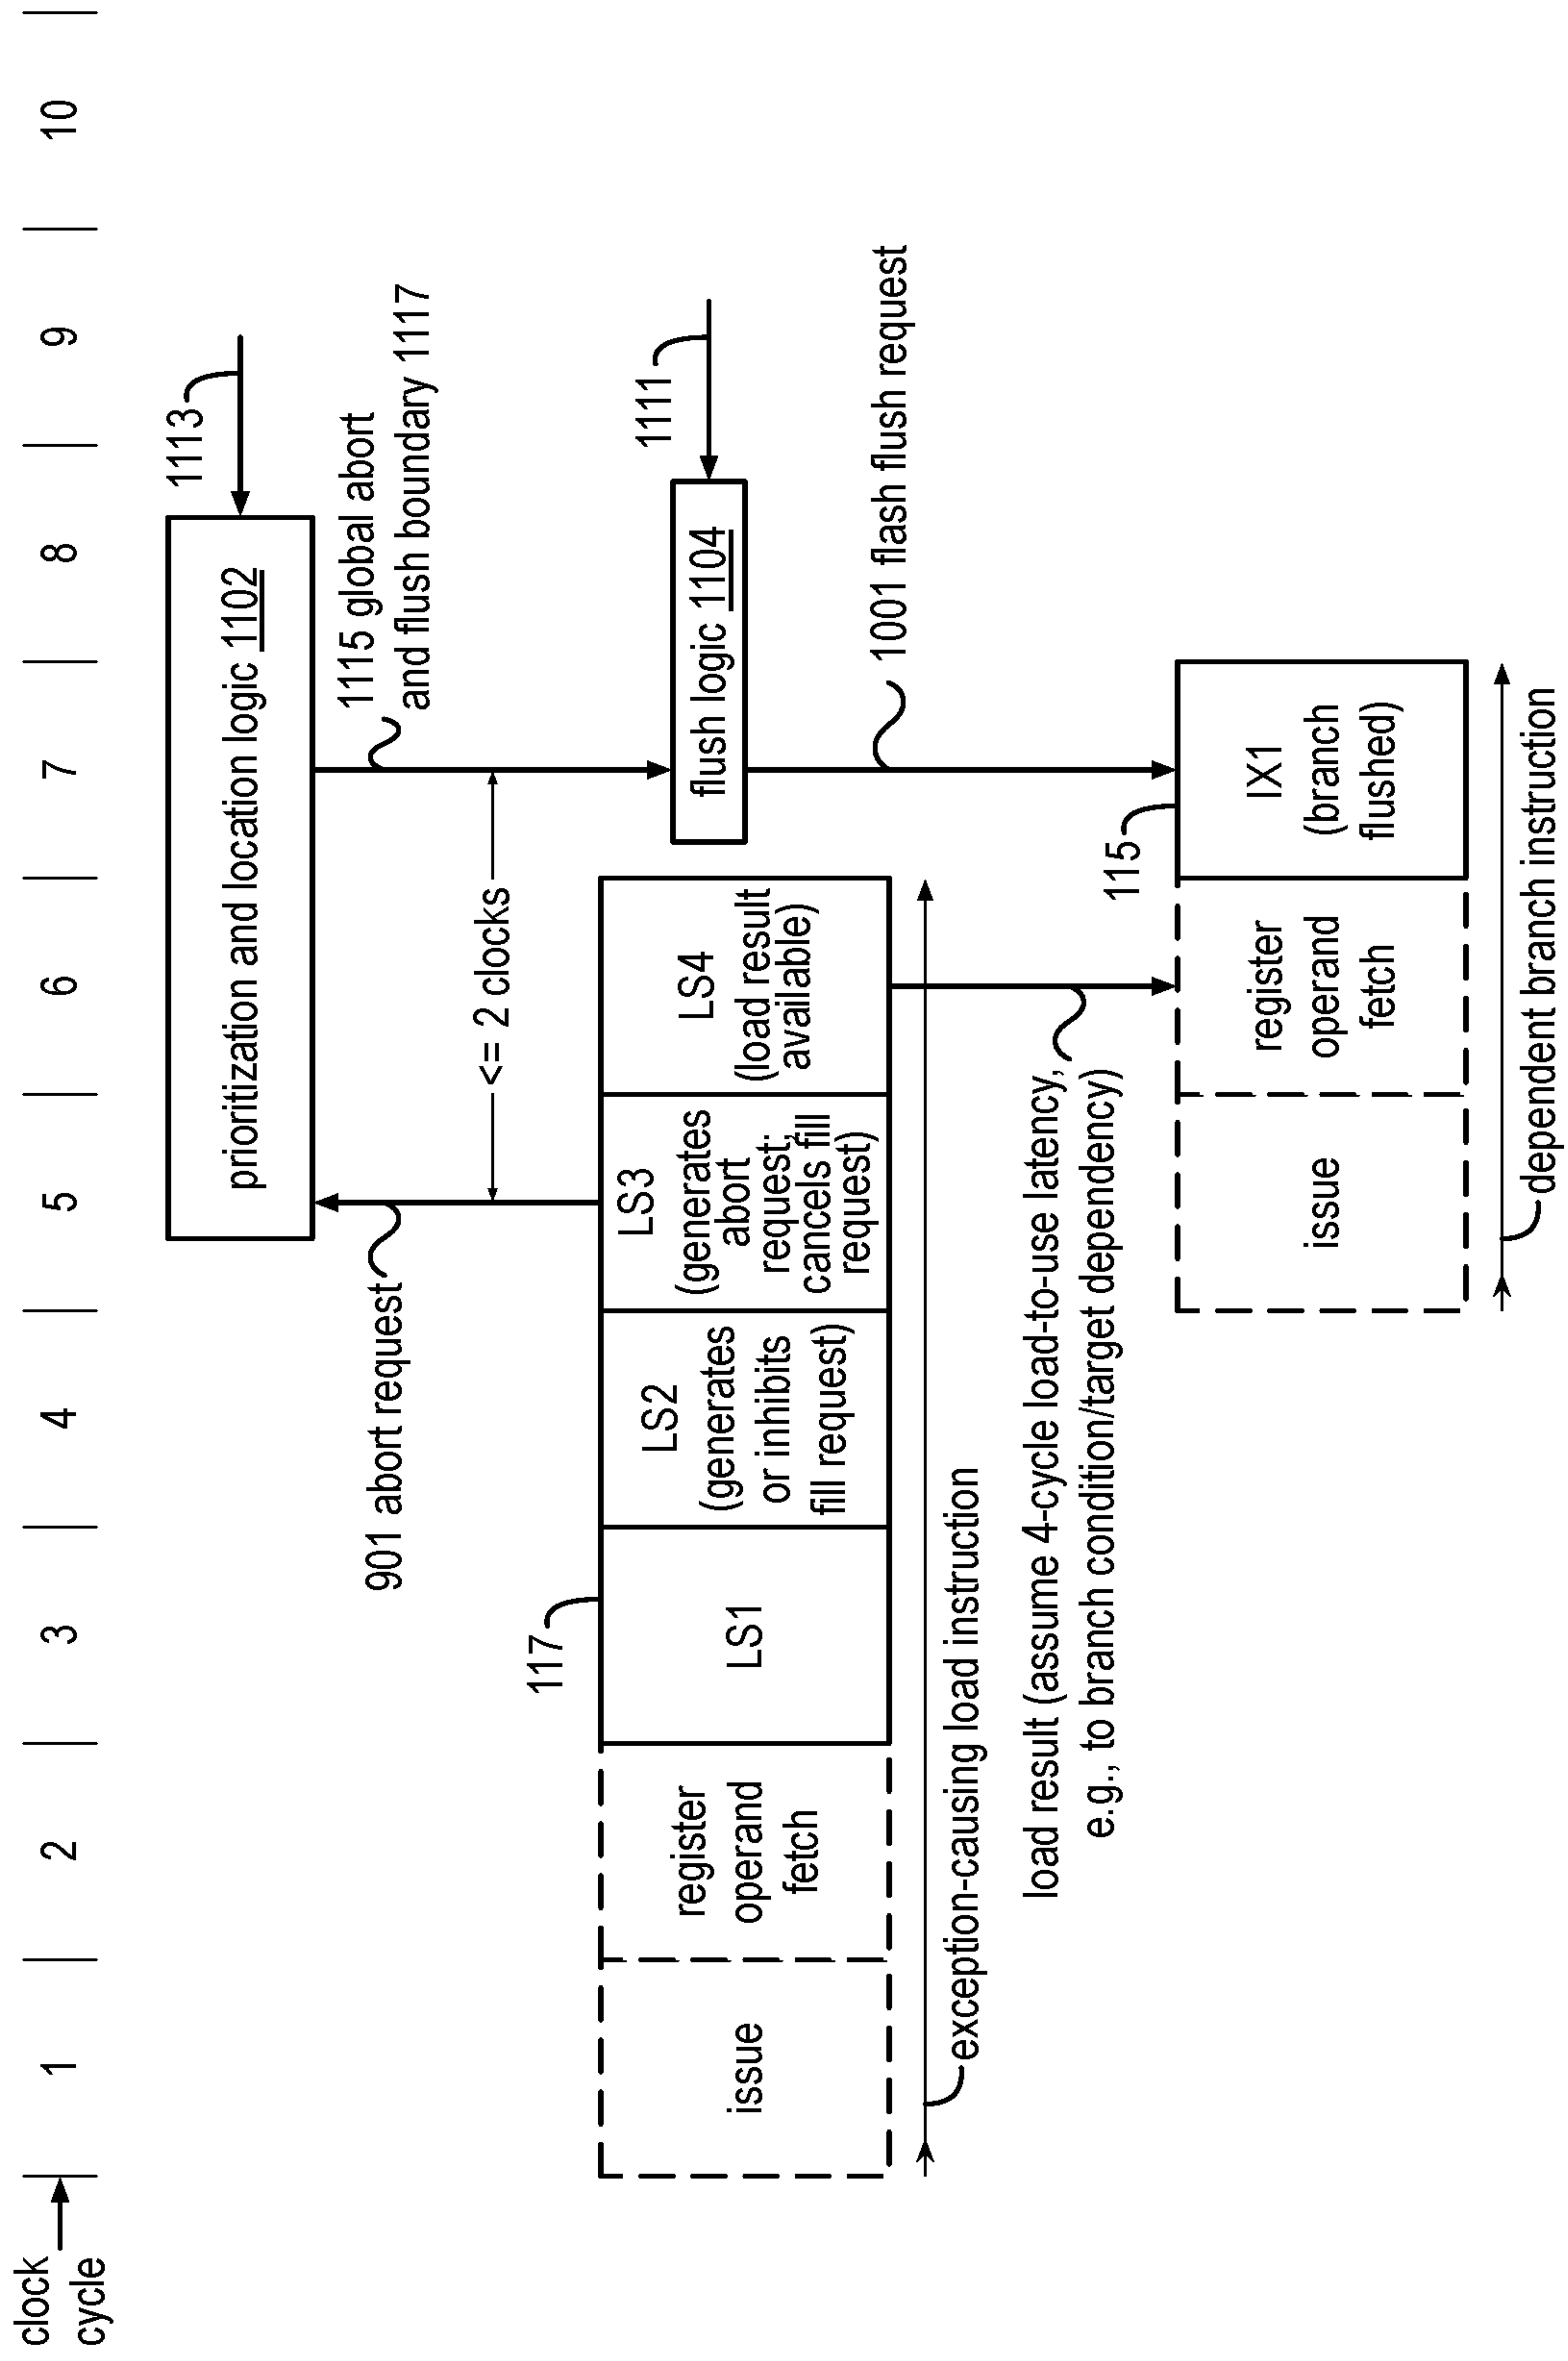 clock
cycle
1
2
3
4
5
6
7
8
9
10
prioritization and location logic 1102
1113
901 abort request
<= 2 clocks
1115 global abort
and flush boundary 1117
flush logic 1104
1111
117
issue
register
operand
fetch
LS1
LS2
(generates
or inhibits
fill request)
LS3
(generates
abort
request;
cancels fill
request)
LS4
(load result
available)
exception-causing load instruction
1001 flash flush request
load result (assume 4-cycle load-to-use latency,
e.g., to branch condition/target dependency)
115
issue
register
operand
fetch
IX1
(branch
flushed)
dependent branch instruction